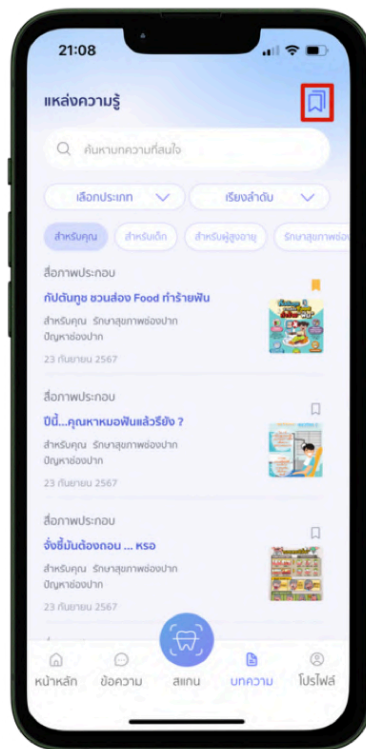 21:08
แหล่งความรู้
ค้นหาบทความที่สนใจ
เลือกประเภท
เรียงลำดับ
สำหรับคุณ
สำหรับเด็ก
สำหรับผู้สูงอายุ
รักษาสุขภาพช่อง
สื่อภาพประกอบ
กัปตันทูธ ชวนส่อง Food ทำร้ายฟัน
สำหรับคุณ รักษาสุขภาพช่องปาก
ปัญหาช่องปาก
23 กันยายน 2567
สื่อภาพประกอบ
ปีนี้...คุณหาหมอฟันแล้วรึยัง ?
สำหรับคุณ รักษาสุขภาพช่องปาก
ปัญหาช่องปาก
23 กันยายน 2567
สื่อภาพประกอบ
จั่งซี้มันต้องถอน ... หรอ
สำหรับคุณ รักษาสุขภาพช่องปาก
ปัญหาช่องปาก
23 กันยายน 2567
หน้าหลัก
ข้อความ
สแกน
บทความ
โปรไฟล์